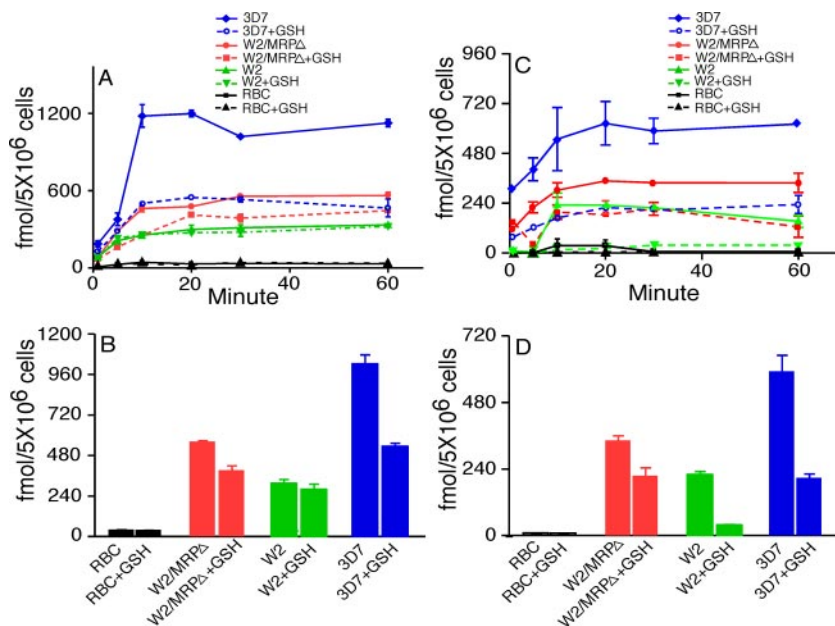 3D7
3D7+GSH
W2/MRPΔ
W2/MRPΔ+GSH
W2
W2+GSH
RBC
RBC+GSH
A
fmol/5X10⁶ cells
1200
600
0
0
20
40
60
Minute
3D7
3D7+GSH
W2/MRPΔ
W2/MRPΔ+GSH
W2
W2+GSH
RBC
RBC+GSH
C
fmol/5X10⁶ cells
960
720
480
240
0
0
20
40
60
Minute
B
fmol/5X10⁶ cells
1200
960
720
480
240
0
RBC
RBC+GSH
W2/MRPΔ
W2/MRPΔ+GSH
W2
W2+GSH
3D7
3D7+GSH
D
fmol/5X10⁶ cells
720
480
240
0
RBC
RBC+GSH
W2/MRPΔ
W2/MRPΔ+GSH
W2
W2+GSH
3D7
3D7+GSH